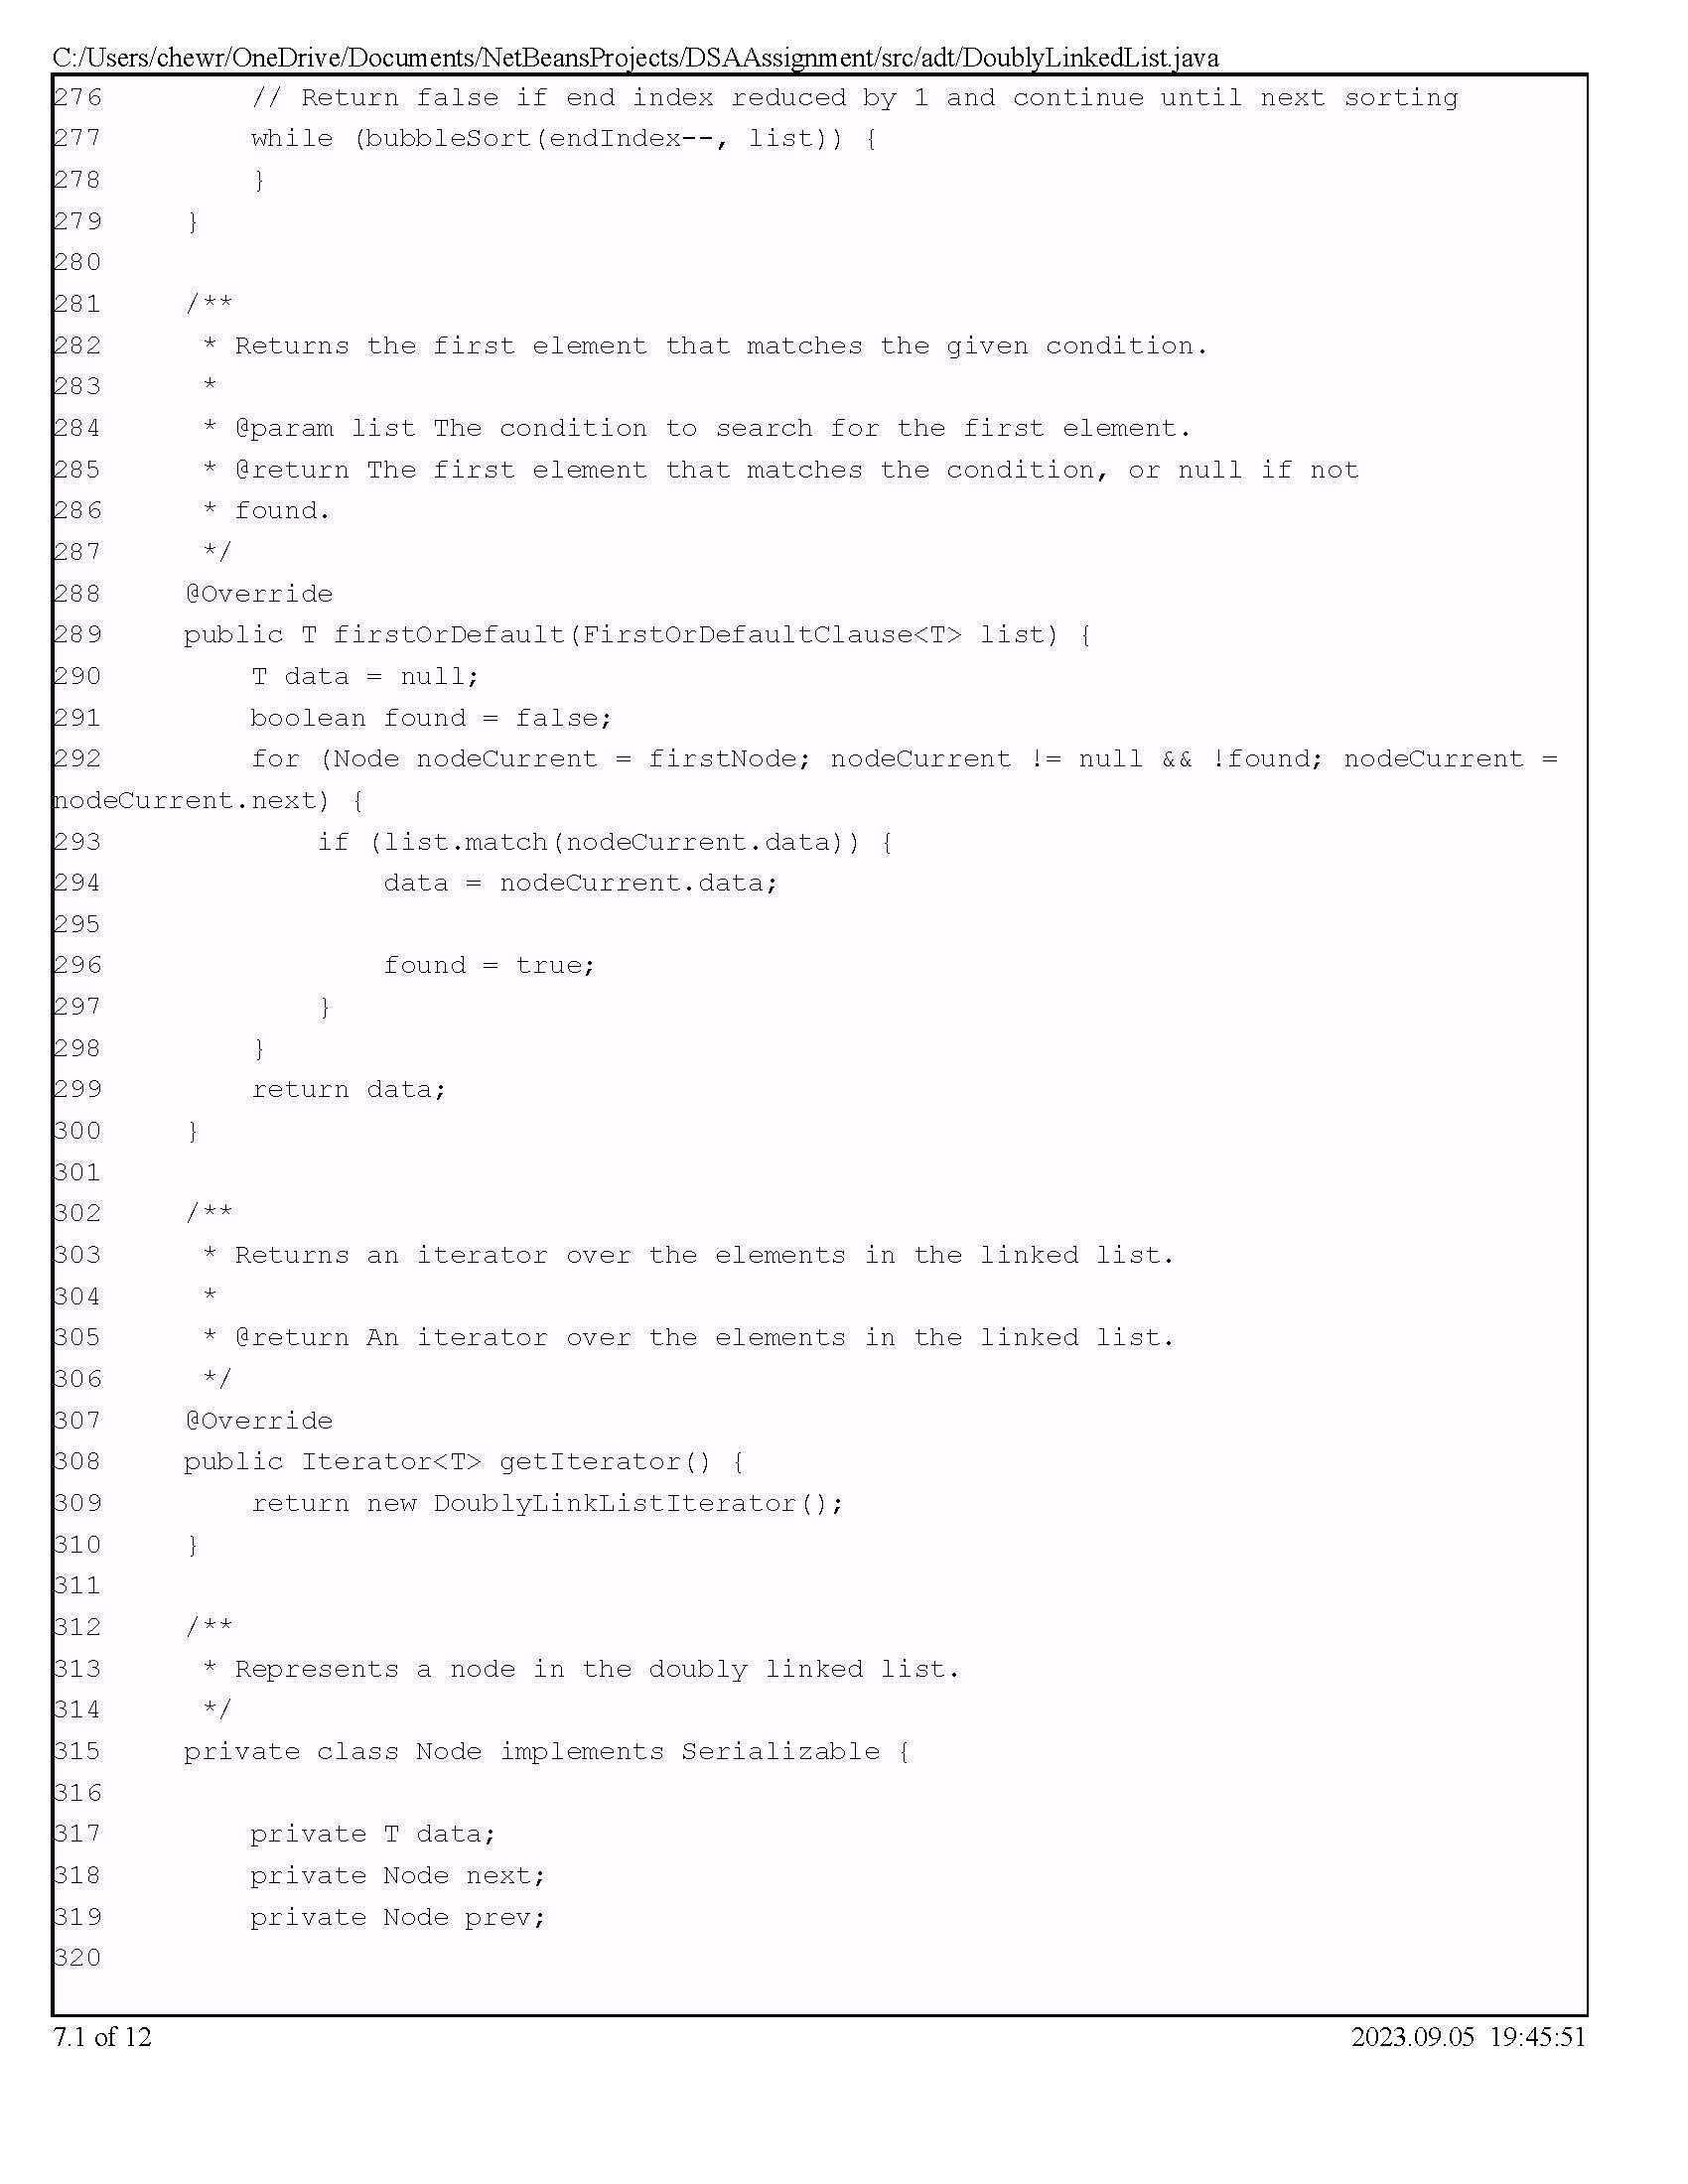 C:/Users/chewr/OneDrive/Documents/NetBeansProjects/DSAAssignment/src/adt/DoublyLinkedList.java
276         // Return false if end index reduced by 1 and continue until next sorting
277         while (bubbleSort(endIndex--, list)) {
278         }
279     }
280
281     /**
282      * Returns the first element that matches the given condition.
283      *
284      * @param list The condition to search for the first element.
285      * @return The first element that matches the condition, or null if not
286      * found.
287      */
288     @Override
289     public T firstOrDefault(FirstOrDefaultClause<T> list) {
290         T data = null;
291         boolean found = false;
292         for (Node nodeCurrent = firstNode; nodeCurrent != null && !found; nodeCurrent =
nodeCurrent.next) {
293             if (list.match(nodeCurrent.data)) {
294                 data = nodeCurrent.data;
295
296                 found = true;
297             }
298         }
299         return data;
300     }
301
302     /**
303      * Returns an iterator over the elements in the linked list.
304      *
305      * @return An iterator over the elements in the linked list.
306      */
307     @Override
308     public Iterator<T> getIterator() {
309         return new DoublyLinkListIterator();
310     }
311
312     /**
313      * Represents a node in the doubly linked list.
314      */
315     private class Node implements Serializable {
316
317         private T data;
318         private Node next;
319         private Node prev;
320
7.1 of 12
2023.09.05 19:45:51